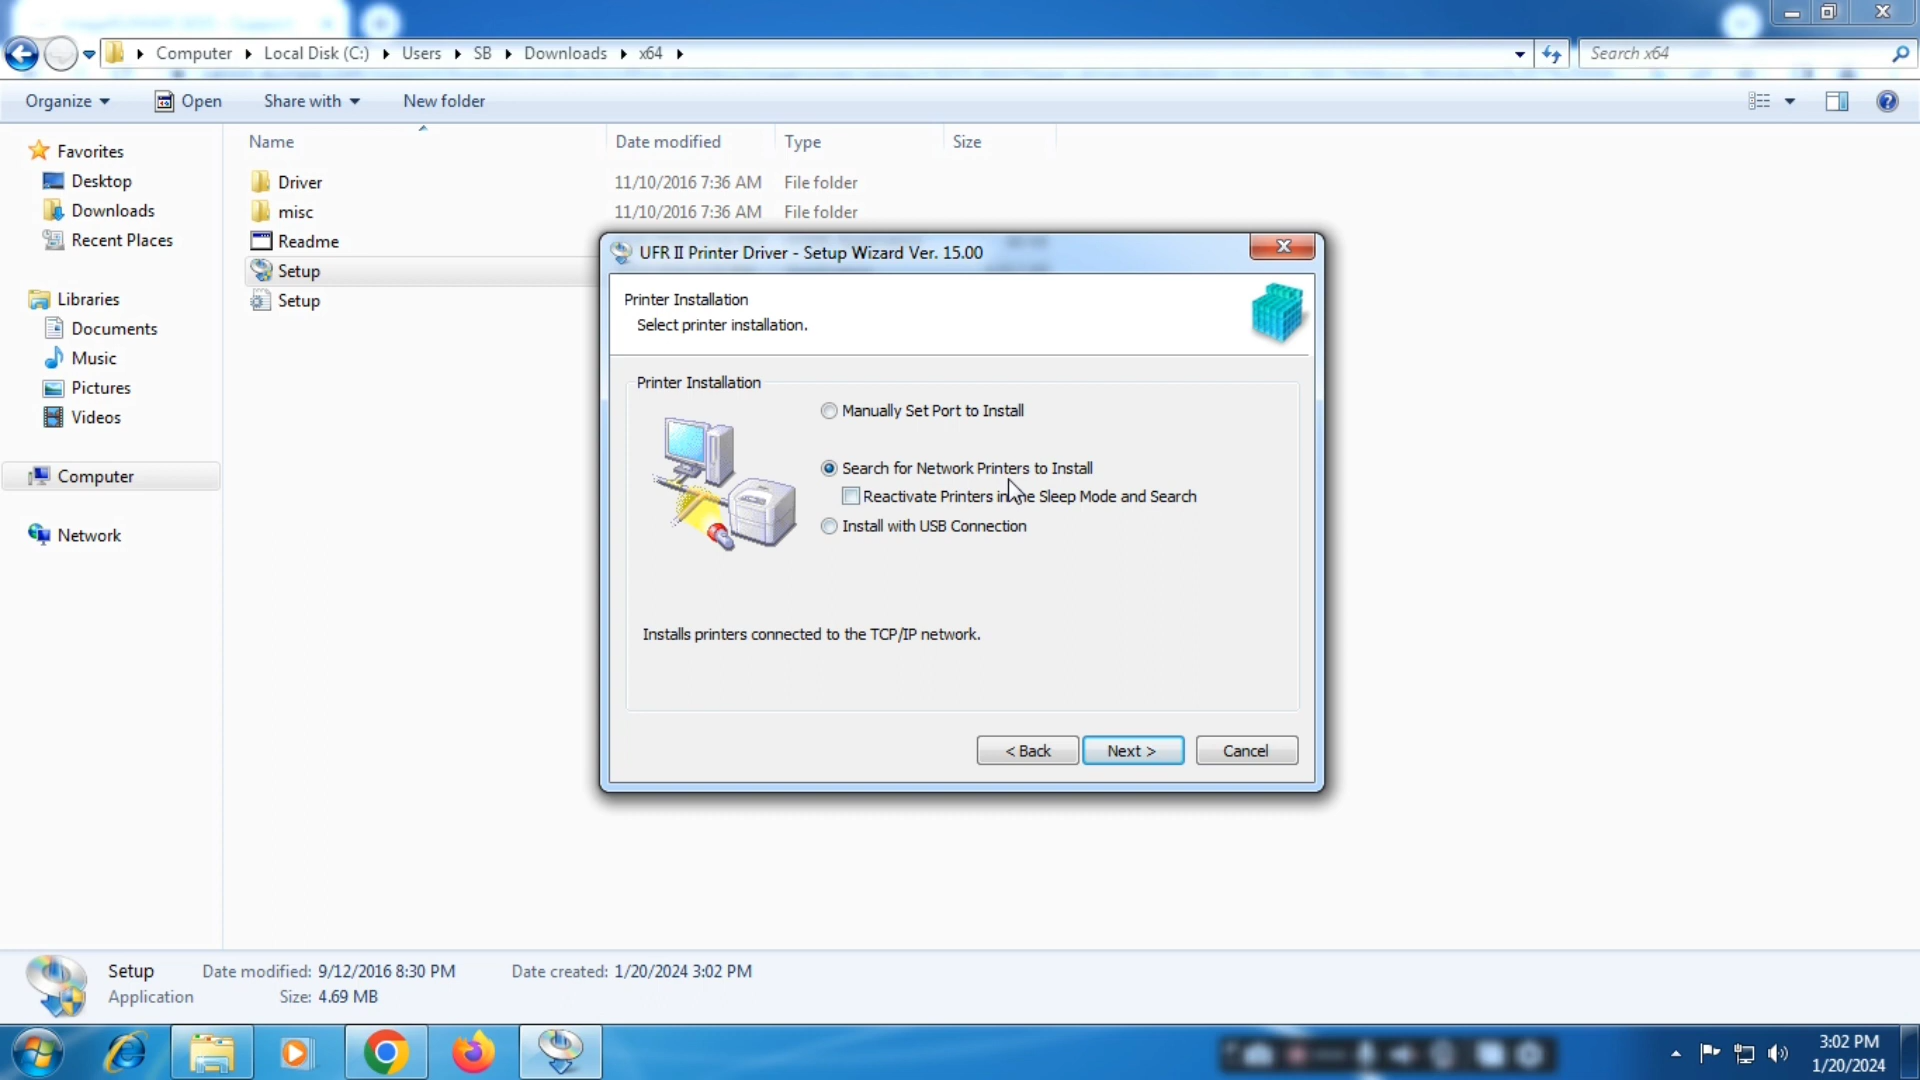 Computer Local Disk (C:) Users SB Downloads x64 Search x64
Organize Open Share with New folder
Name Date modified Type Size
Favorites
Desktop
Downloads
Recent Places
Libraries
Documents
Music
Pictures
Videos
Computer
Network
Driver 11/10/2016 7:36 AM File folder
misc 11/10/2016 7:36 AM File folder
Readme
Setup
Setup
UFR II Printer Driver - Setup Wizard Ver. 15.00
Printer Installation
Select printer installation.
Printer Installation
Manually Set Port to Install
Search for Network Printers to Install
Reactivate Printers in the Sleep Mode and Search
Install with USB Connection
Installs printers connected to the TCP/IP network.
< Back Next > Cancel
Setup Date modified: 9/12/2016 8:30 PM Date created: 1/20/2024 3:02 PM
Application Size: 4.69 MB
3:02 PM
1/20/2024